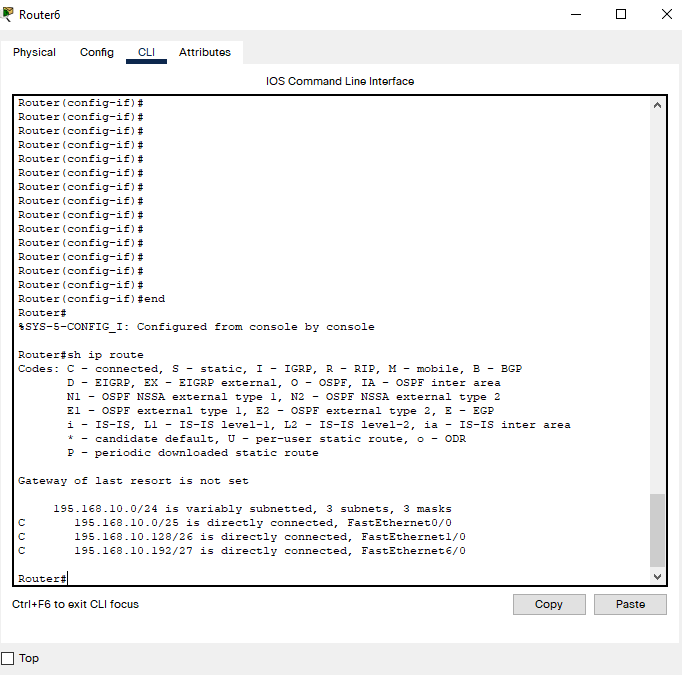 Router6
Physical Config CLI Attributes
IOS Command Line Interface
Router(config-if)#
Router(config-if)#
Router(config-if)#
Router(config-if)#
Router(config-if)#
Router(config-if)#
Router(config-if)#
Router(config-if)#
Router(config-if)#
Router(config-if)#
Router(config-if)#
Router(config-if)#
Router(config-if)#
Router(config-if)#
Router(config-if)#end
Router#
%SYS-5-CONFIG_I: Configured from console by console
Router#sh ip route
Codes: C - connected, S - static, I - IGRP, R - RIP, M - mobile, B - BGP
D - EIGRP, EX - EIGRP external, O - OSPF, IA - OSPF inter area
N1 - OSPF NSSA external type 1, N2 - OSPF NSSA external type 2
E1 - OSPF external type 1, E2 - OSPF external type 2, E - EGP
i - IS-IS, L1 - IS-IS level-1, L2 - IS-IS level-2, ia - IS-IS inter area
* - candidate default, U - per-user static route, o - ODR
P - periodic downloaded static route
Gateway of last resort is not set
195.168.10.0/24 is variably subnetted, 3 subnets, 3 masks
C 195.168.10.0/25 is directly connected, FastEthernet0/0
C 195.168.10.128/26 is directly connected, FastEthernet1/0
C 195.168.10.192/27 is directly connected, FastEthernet6/0
Router#
Ctrl+F6 to exit CLI focus
Copy Paste
Top